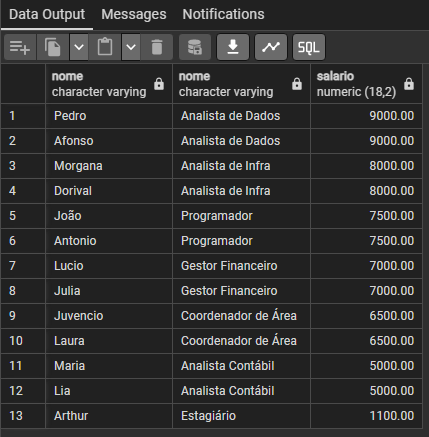 Data Output Messages Notifications
SQL
nome nome salario
character varying character varying numeric (18,2)
1 Pedro Analista de Dados 9000.00
2 Afonso Analista de Dados 9000.00
3 Morgana Analista de Infra 8000.00
4 Dorival Analista de Infra 8000.00
5 João Programador 7500.00
6 Antonio Programador 7500.00
7 Lucio Gestor Financeiro 7000.00
8 Julia Gestor Financeiro 7000.00
9 Juvencio Coordenador de Área 6500.00
10 Laura Coordenador de Área 6500.00
11 Maria Analista Contábil 5000.00
12 Lia Analista Contábil 5000.00
13 Arthur Estagiário 1100.00